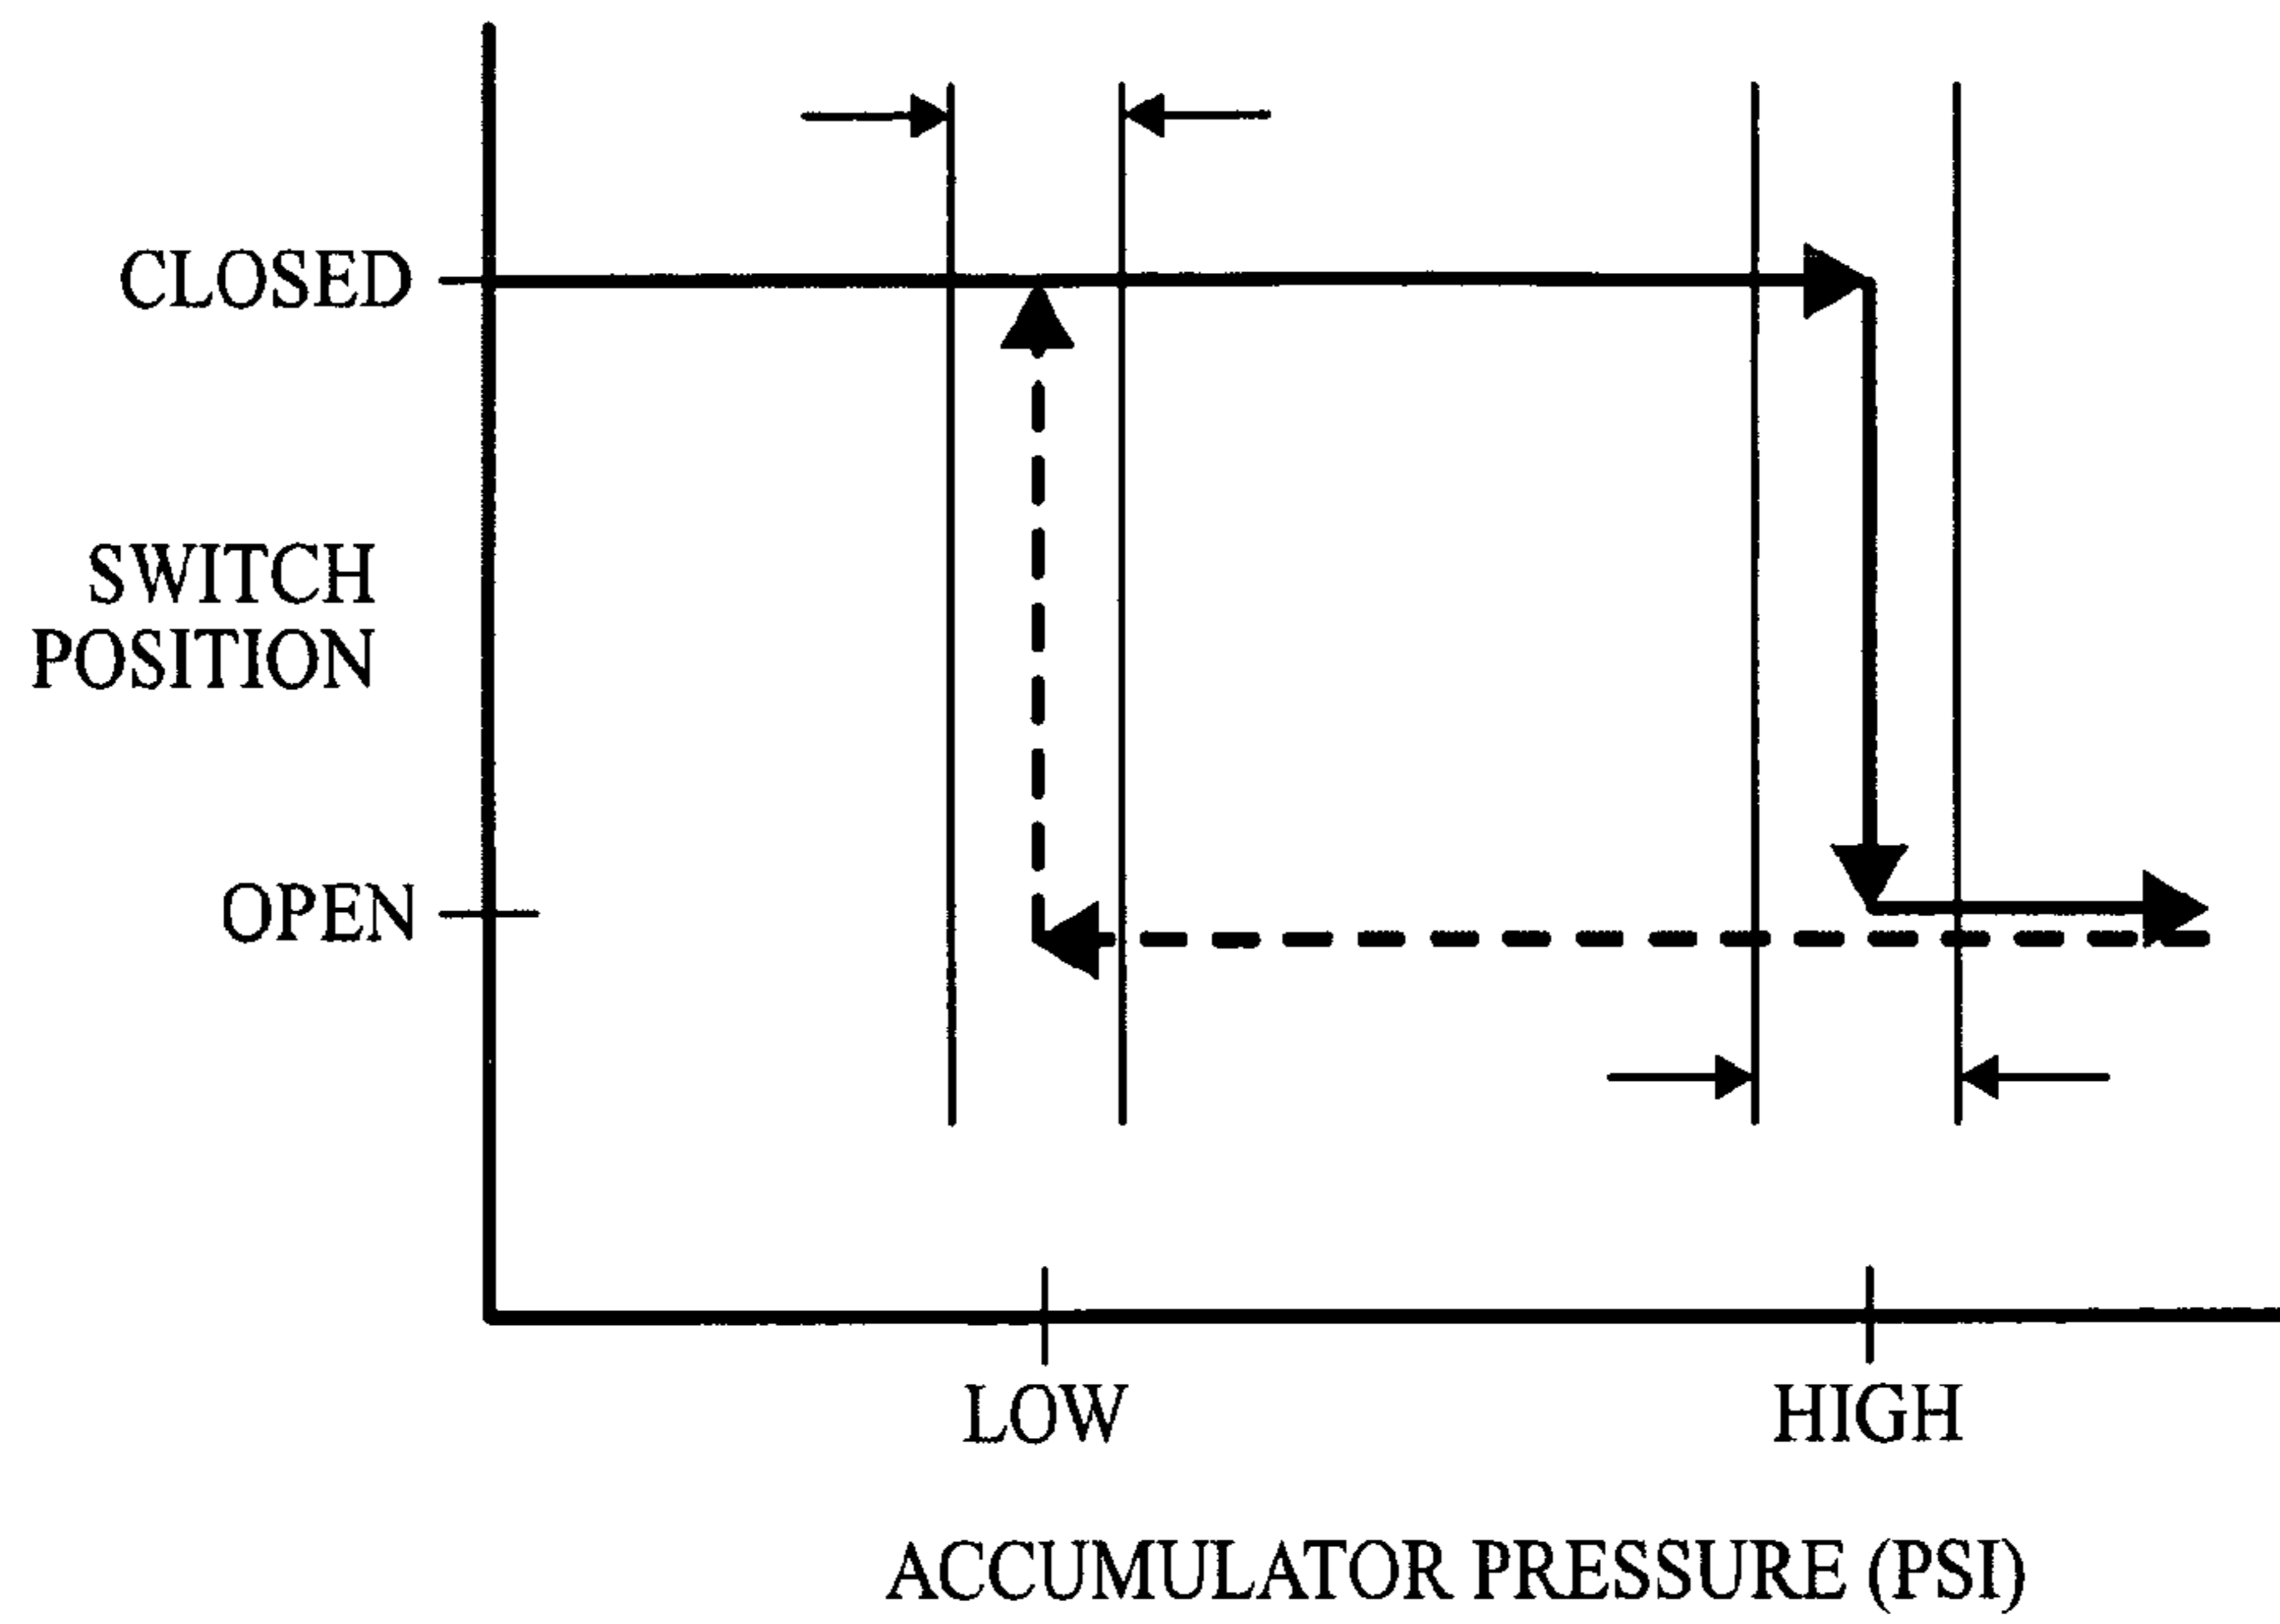 CLOSED
SWITCH
POSITION
OPEN
LOW
HIGH
ACCUMULATOR PRESSURE (PSI)